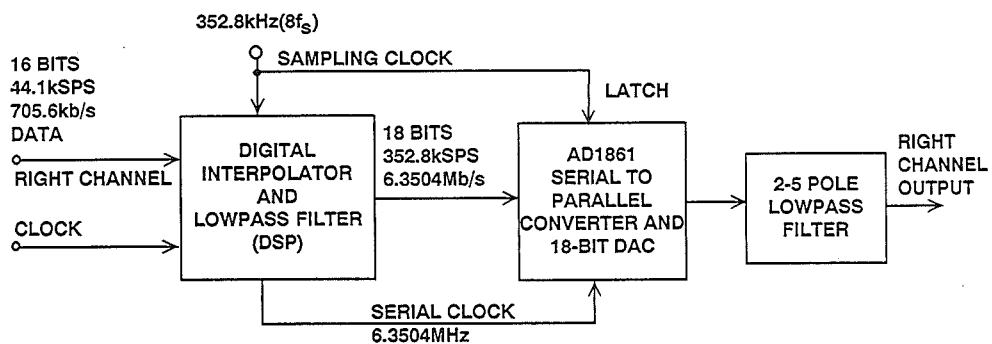 352.8kHz(8fS)
SAMPLING CLOCK
16 BITS
44.1kSPS
705.6kb/s
DATA
RIGHT CHANNEL
CLOCK
DIGITAL
INTERPOLATOR
AND
LOWPASS FILTER
(DSP)
18 BITS
352.8kSPS
6.3504Mb/s
LATCH
AD1861
SERIAL TO
PARALLEL
CONVERTER AND
18-BIT DAC
2-5 POLE
LOWPASS
FILTER
RIGHT
CHANNEL
OUTPUT
SERIAL CLOCK
6.3504MHz